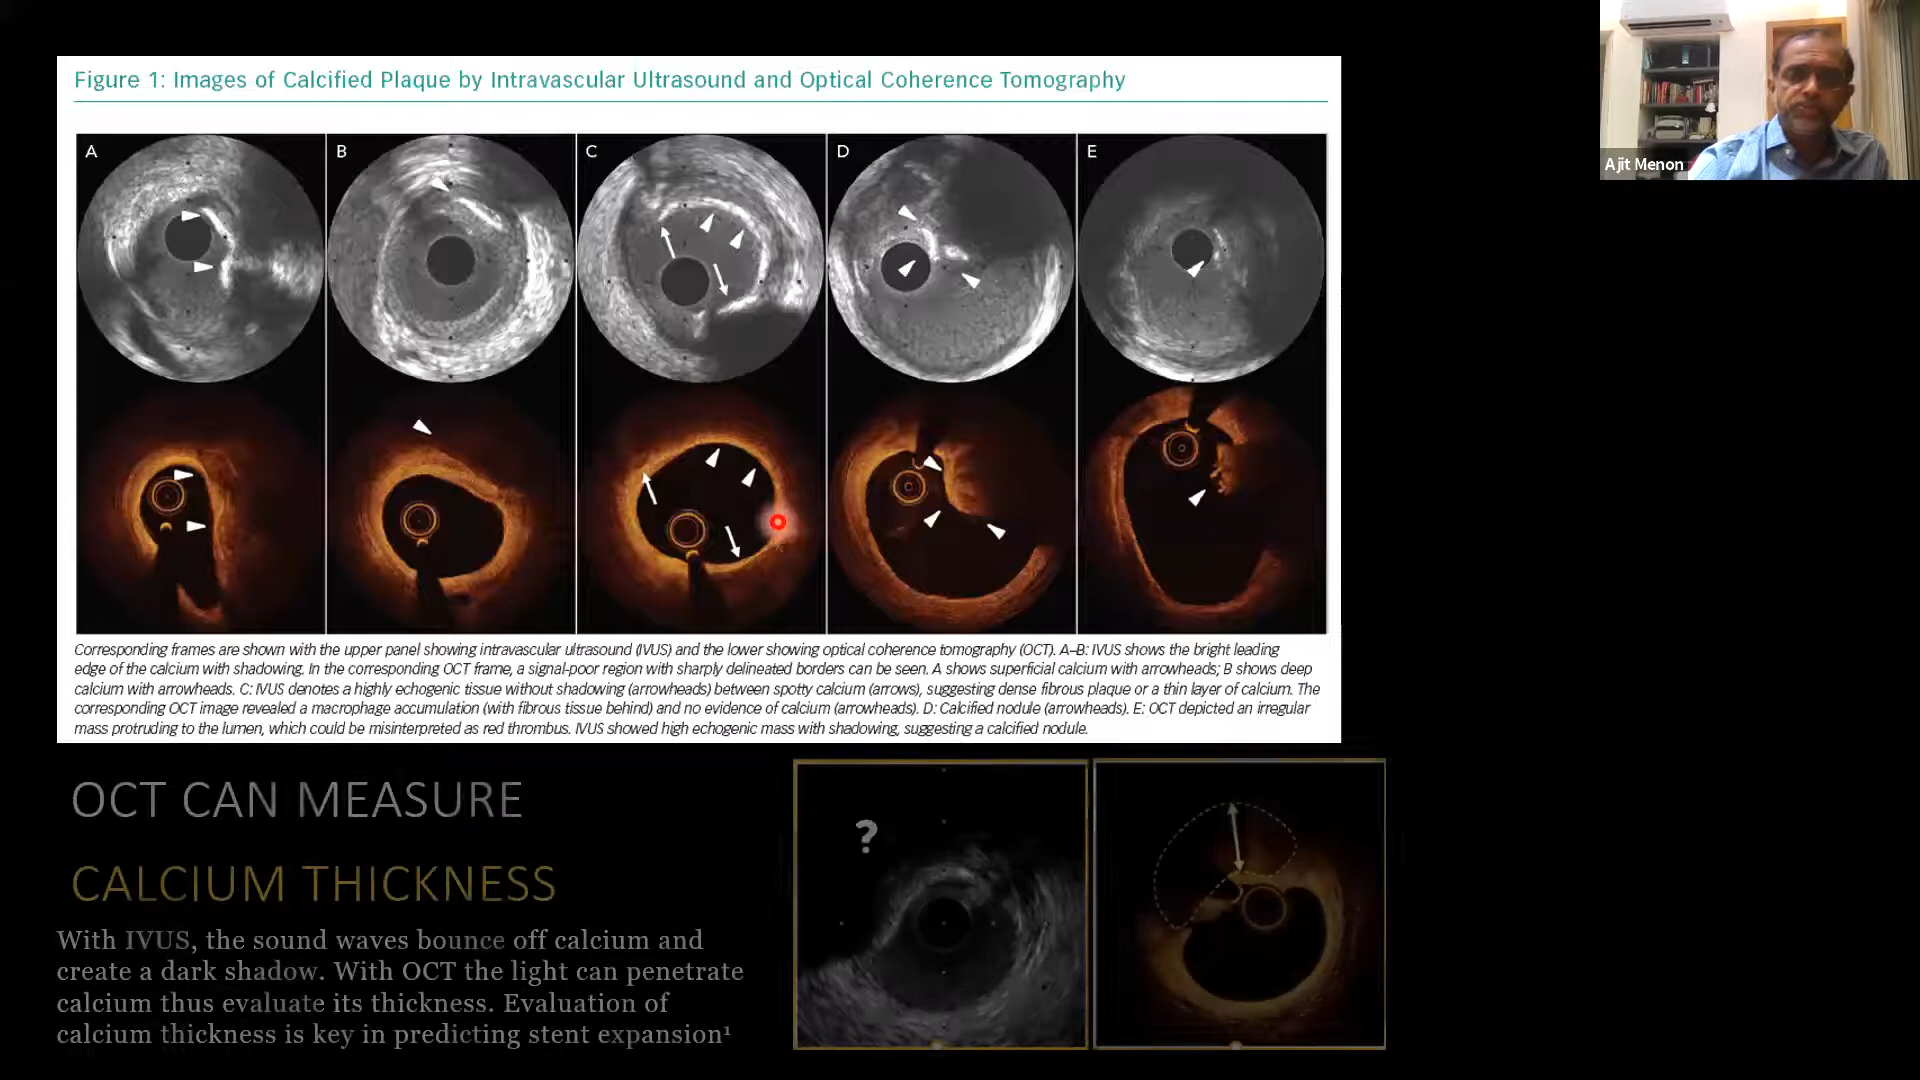 Figure 1: Images of Calcified Plaque by Intravascular Ultrasound and Optical Coherence Tomography
A
B
C
D
E
Corresponding frames are shown with the upper panel showing intravascular ultrasound (IVUS) and the lower showing optical coherence tomography (OCT). A–B: IVUS shows the bright leading
edge of the calcium with shadowing. In the corresponding OCT frame, a signal-poor region with sharply delineated borders can be seen. A shows superficial calcium with arrowheads; B shows deep
calcium with arrowheads. C: IVUS denotes a highly echogenic tissue without shadowing (arrowheads) between spotty calcium (arrows), suggesting dense fibrous plaque or a thin layer of calcium. The
corresponding OCT image revealed a macrophage accumulation (with fibrous tissue behind) and no evidence of calcium (arrowheads). D: Calcified nodule (arrowheads). E: OCT depicted an irregular
mass protruding to the lumen, which could be misinterpreted as red thrombus. IVUS showed high echogenic mass with shadowing, suggesting a calcified nodule.
OCT CAN MEASURE
CALCIUM THICKNESS
With IVUS, the sound waves bounce off calcium and
create a dark shadow. With OCT the light can penetrate
calcium thus evaluate its thickness. Evaluation of
calcium thickness is key in predicting stent expansion¹
?
Ajit Menon